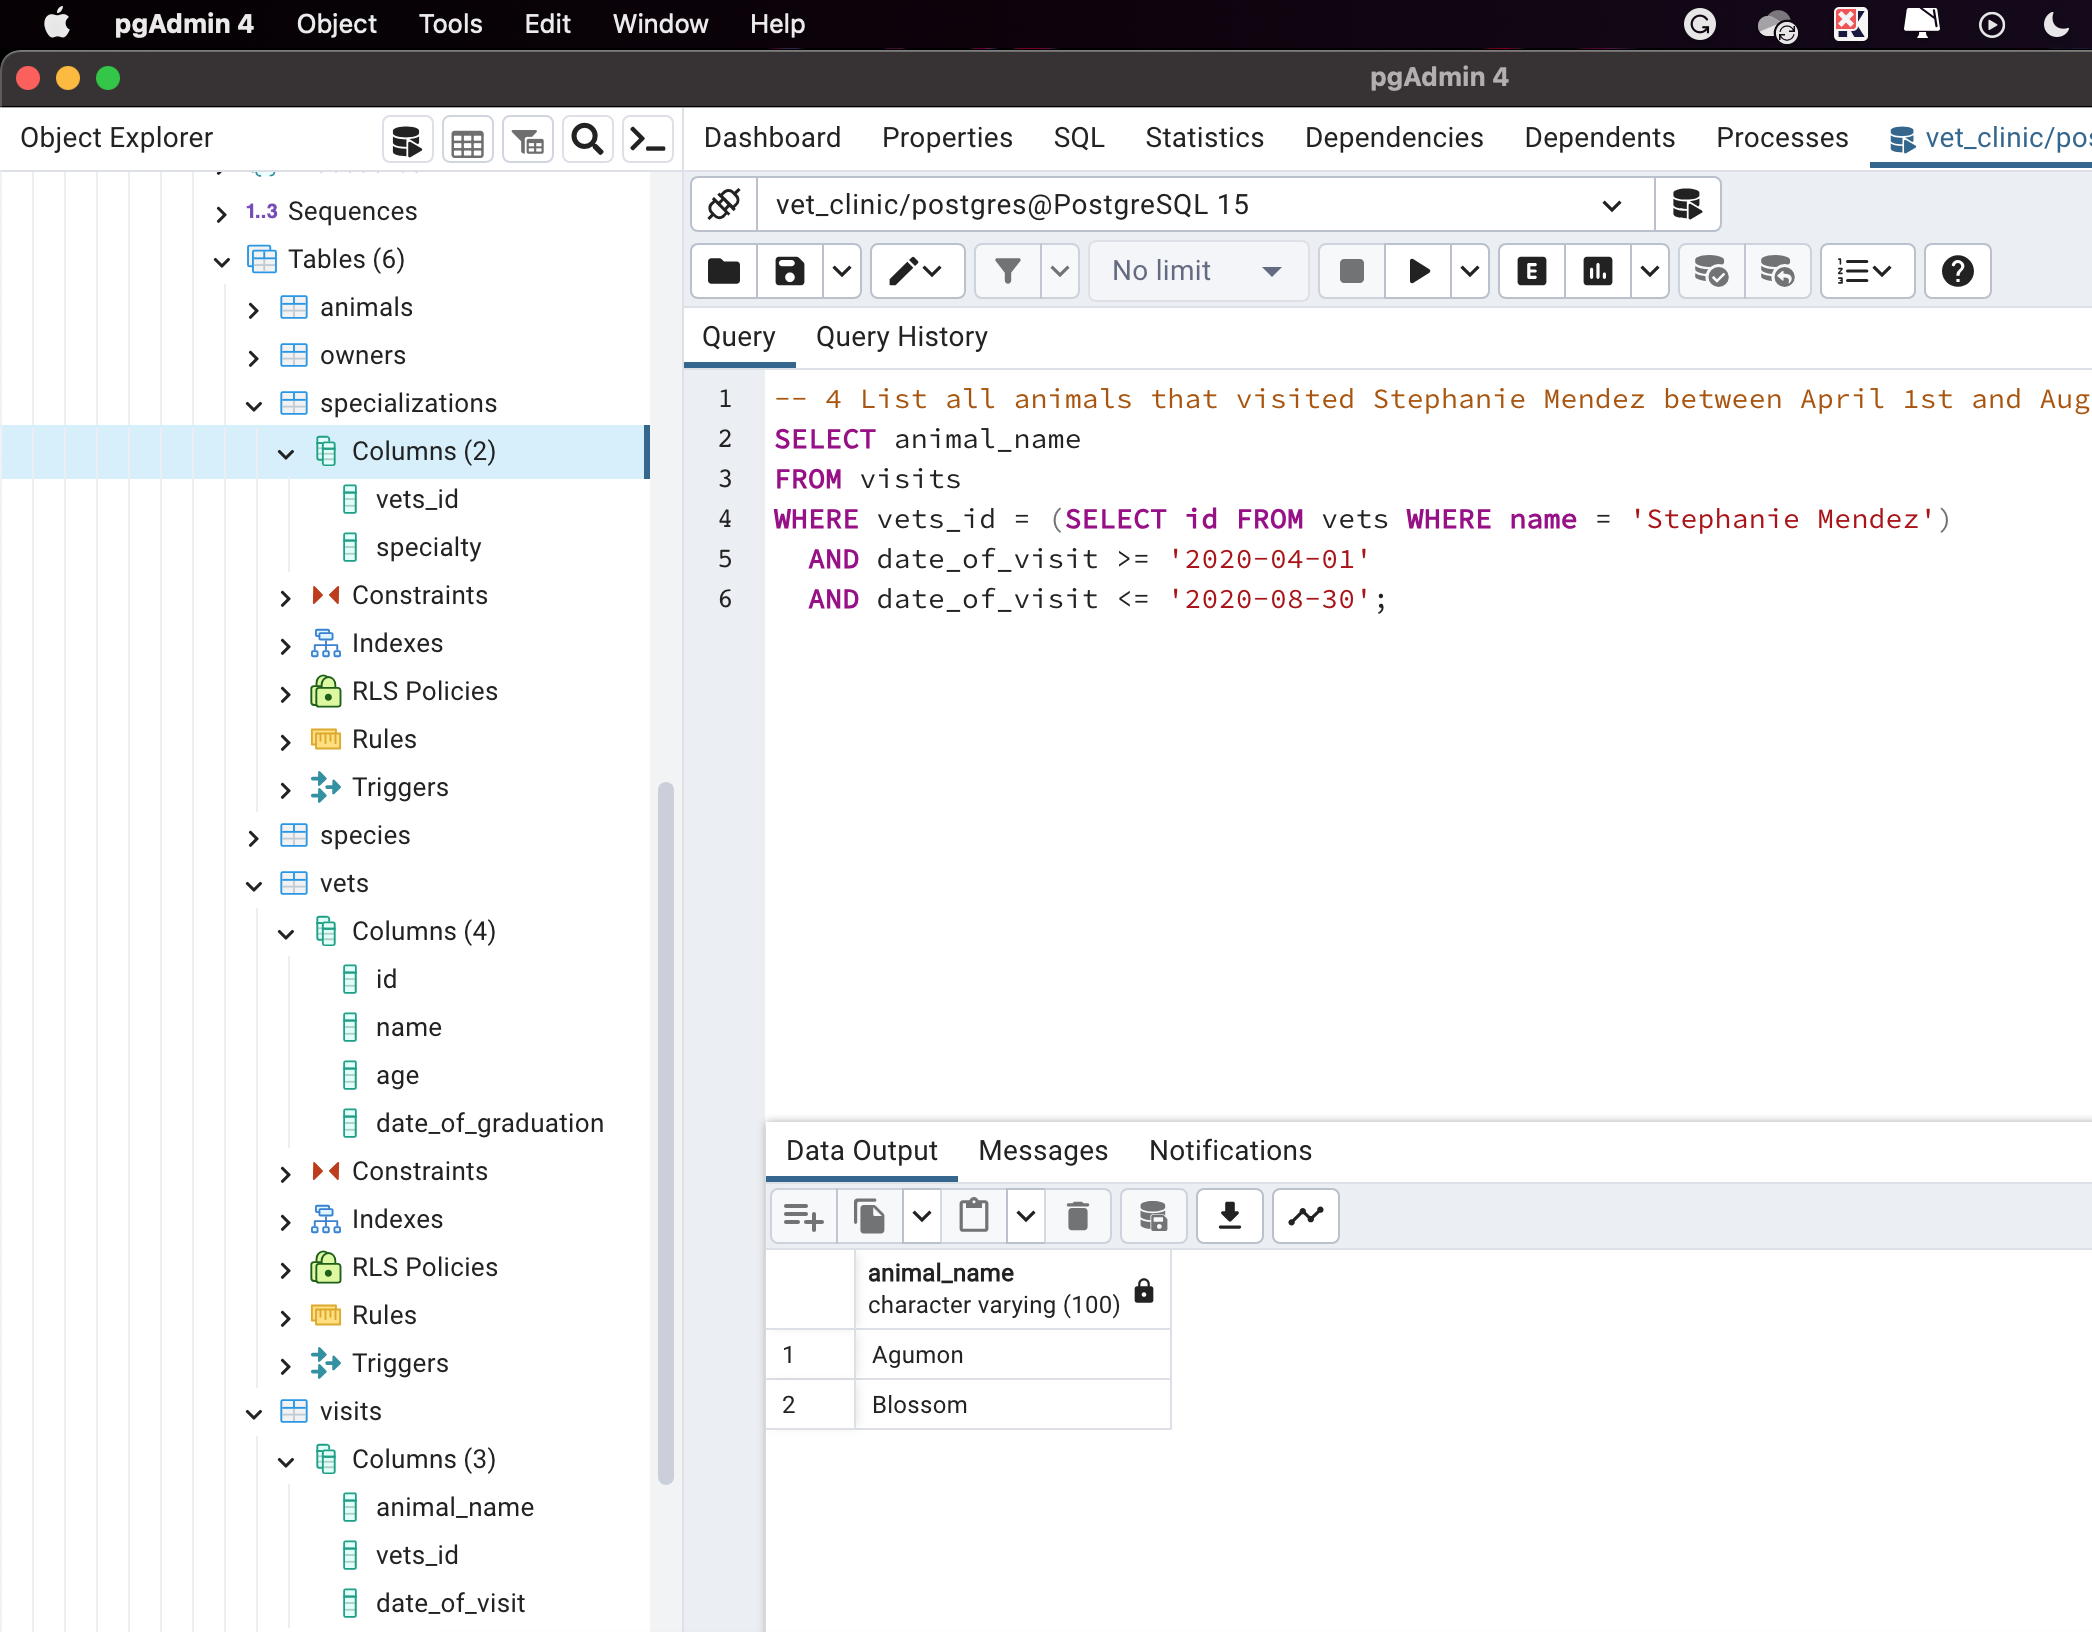 pgAdmin 4 Object Tools Edit Window Help
pgAdmin 4
Object Explorer
Dashboard Properties SQL Statistics Dependencies Dependents Processes vet_clinic/pos
1..3 Sequences
Tables (6)
animals
owners
specializations
Columns (2)
vets_id
specialty
Constraints
Indexes
RLS Policies
Rules
Triggers
species
vets
Columns (4)
id
name
age
date_of_graduation
Constraints
Indexes
RLS Policies
Rules
Triggers
visits
Columns (3)
animal_name
vets_id
date_of_visit
vet_clinic/postgres@PostgreSQL 15
No limit
E
Query Query History
1 -- 4 List all animals that visited Stephanie Mendez between April 1st and Aug
2 SELECT animal_name
3 FROM visits
4 WHERE vets_id = (SELECT id FROM vets WHERE name = 'Stephanie Mendez')
5 AND date_of_visit >= '2020-04-01'
6 AND date_of_visit <= '2020-08-30';
Data Output Messages Notifications
animal_name
character varying (100)
1 Agumon
2 Blossom